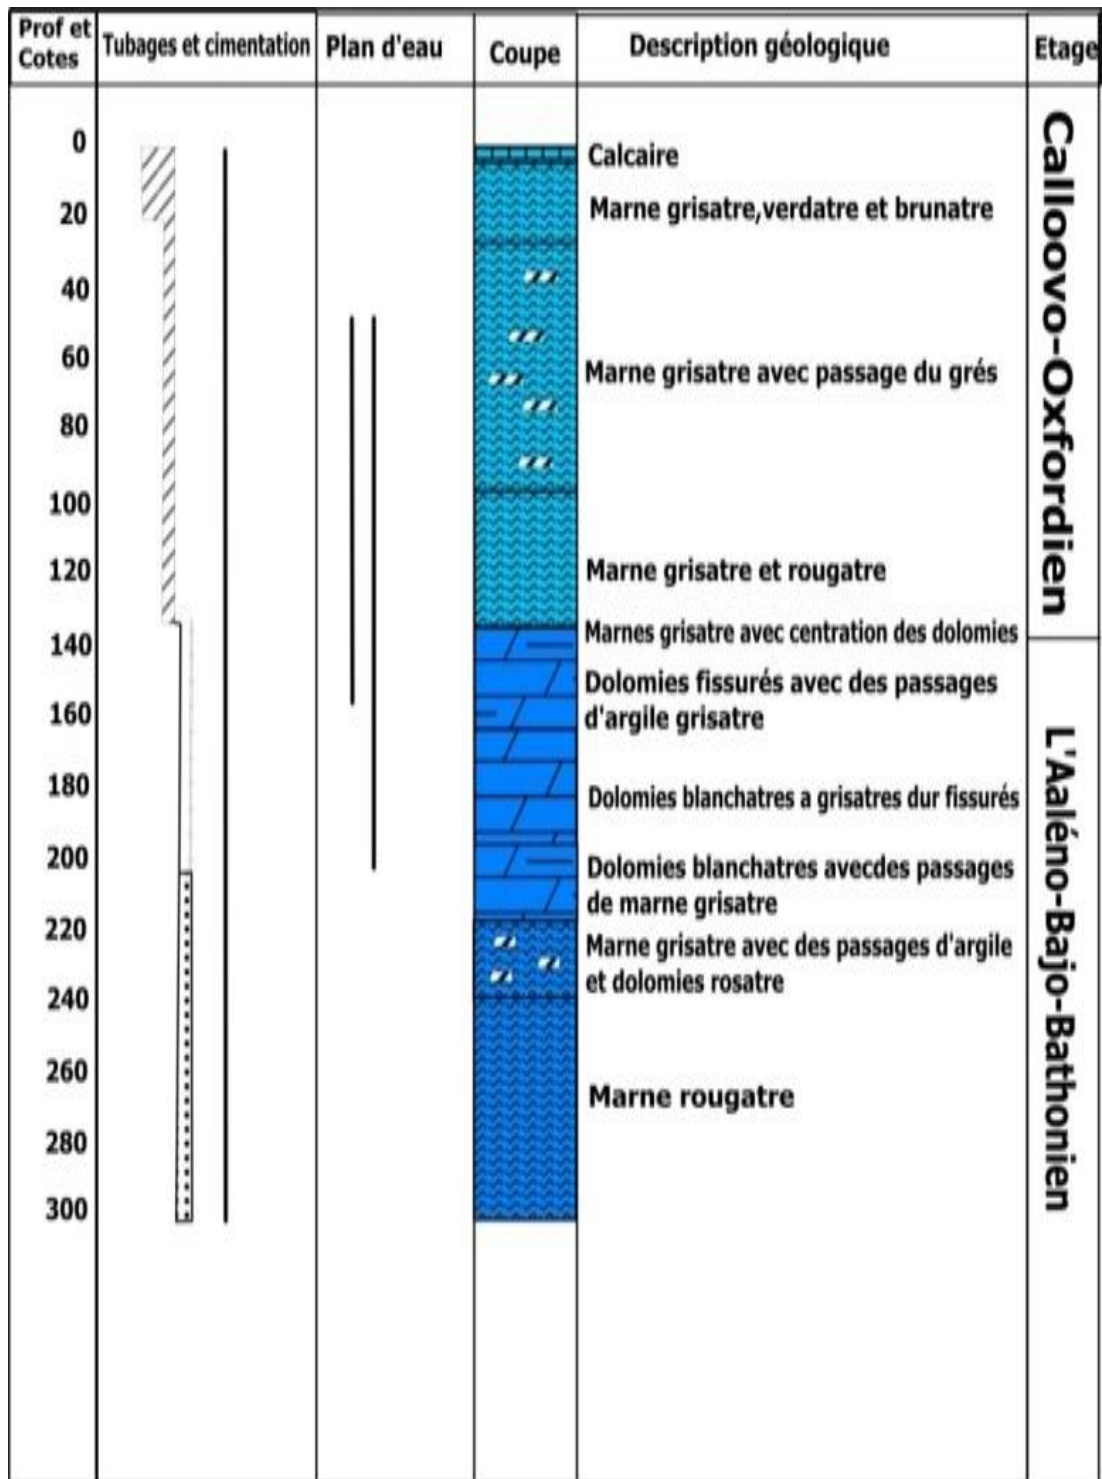 Prof et
Cotes
Tubages et cimentation
Plan d'eau
Coupe
Description géologique
Etage
0
20
40
60
80
100
120
140
160
180
200
220
240
260
280
300
Calcaire
Marne grisatre,verdatre et brunatre
Marne grisatre avec passage du grés
Marne grisatre et rougatre
Marnes grisatre avec centration des dolomies
Dolomies fissurés avec des passages
d'argile grisatre
Dolomies blanchatres a grisatres dur fissurés
Dolomies blanchatres avecdes passages
de marne grisatre
Marne grisatre avec des passages d'argile
et dolomies rosatre
Marne rougatre
Calloovo-Oxfordien
L'Aaléno-Bajo-Bathonien